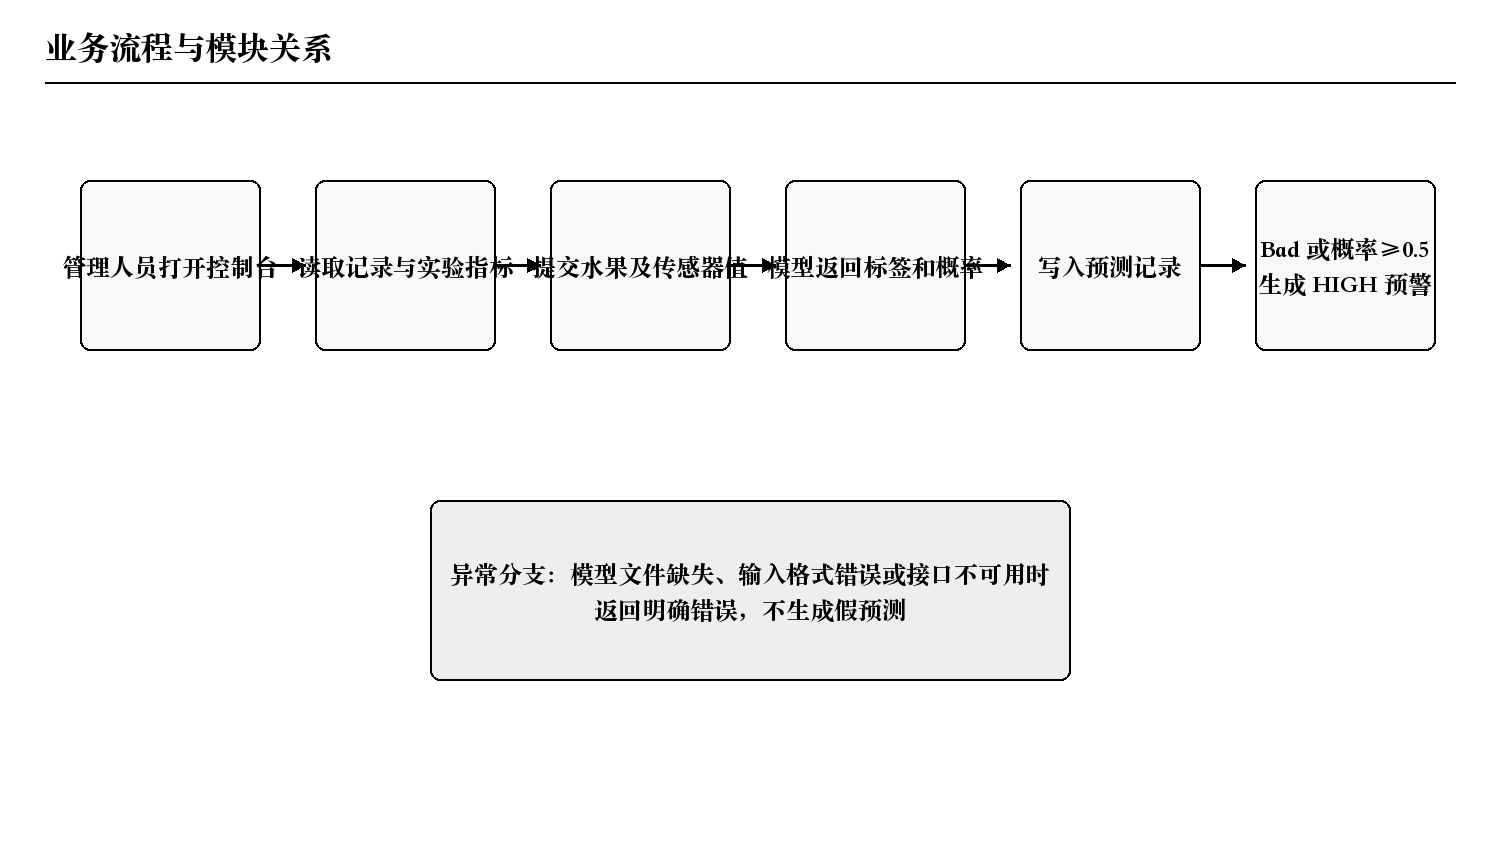 业务流程与模块关系
管理人员打开控制台
读取记录与实验指标
提交水果及传感器值
模型返回标签和概率
写入预测记录
Bad 或概率≥0.5
生成 HIGH 预警
异常分支：模型文件缺失、输入格式错误或接口不可用时
返回明确错误，不生成假预测